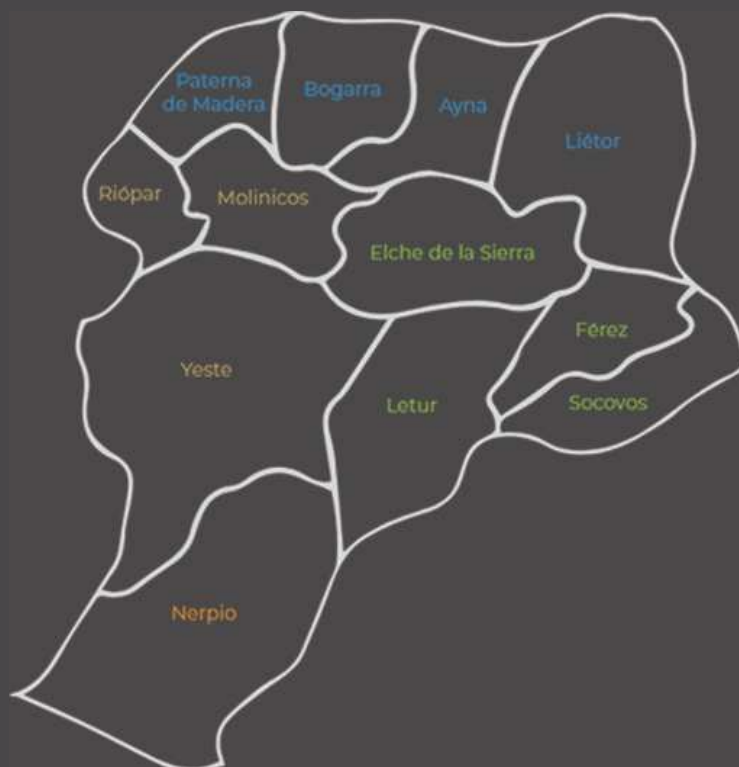 Paterna
de Madera
Bogarra
Ayna
Liétor
Riópar
Molinicos
Elche de la Sierra
Férez
Yeste
Letur
Socovos
Nerpio